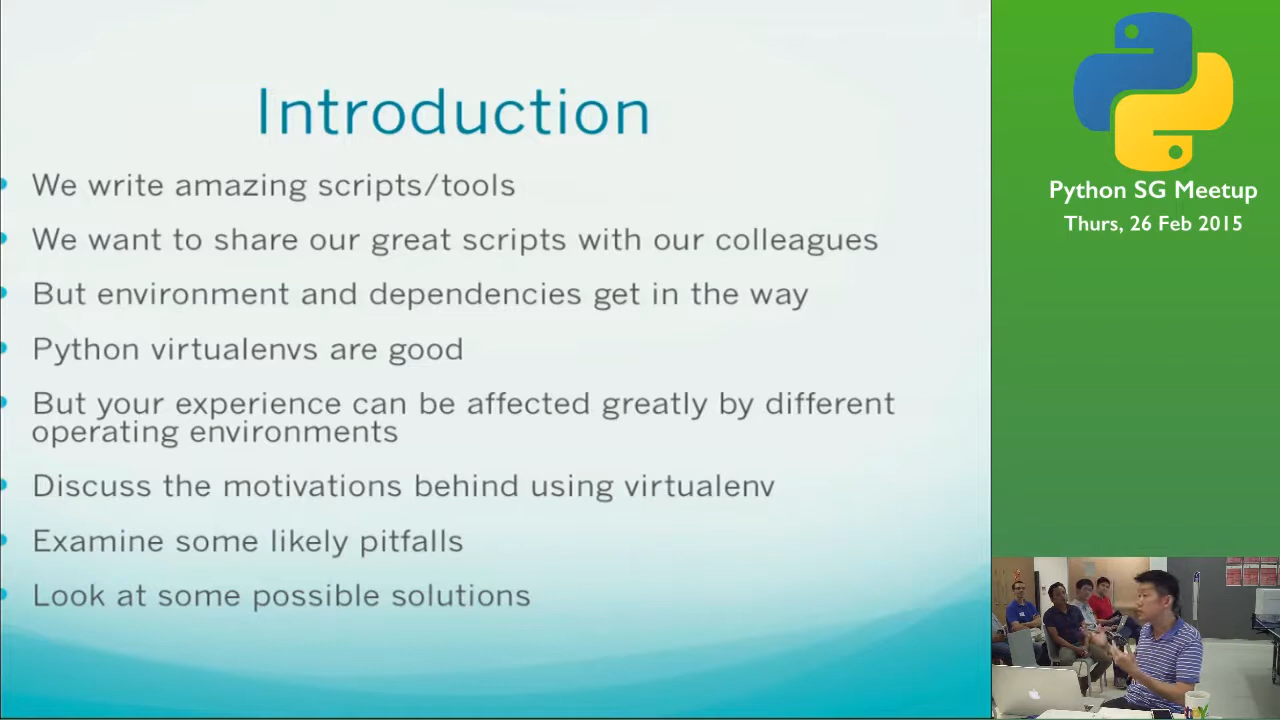 Introduction
We write amazing scripts/tools
We want to share our great scripts with our colleagues
But environment and dependencies get in the way
Python virtualenvs are good
But your experience can be affected greatly by different
operating environments
Discuss the motivations behind using virtualenv
Examine some likely pitfalls
Look at some possible solutions
Python SG Meetup
Thurs, 26 Feb 2015